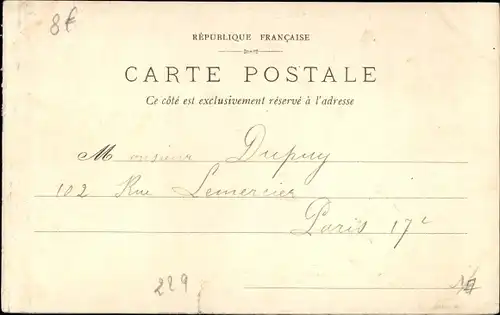 8€
RÉPUBLIQUE FRANÇAISE
CARTE POSTALE
Ce côté est exclusivement réservé à l'adresse
Monsieur Dupuy
102 Rue Lemercier
Paris 17e
229